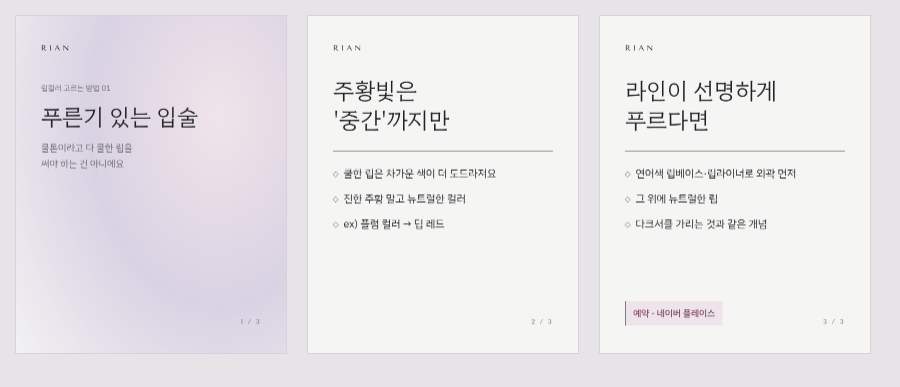 RIAN
립컬러 고르는 방법 01
푸른기 있는 입술
쿨톤이라고 다 쿨한 립을
써야 하는 건 아니에요
1 / 3
RIAN
주황빛은
'중간'까지만
◇ 쿨한 립은 차가운 색이 더 도드라져요
◇ 진한 주황 말고 뉴트럴한 컬러
◇ ex) 플럼 컬러 → 딥 레드
2 / 3
RIAN
라인이 선명하게
푸르다면
◇ 연어색 립베이스·립라이너로 외곽 먼저
◇ 그 위에 뉴트럴한 립
◇ 다크서클 가리는 것과 같은 개념
예약 · 네이버 플레이스
3 / 3